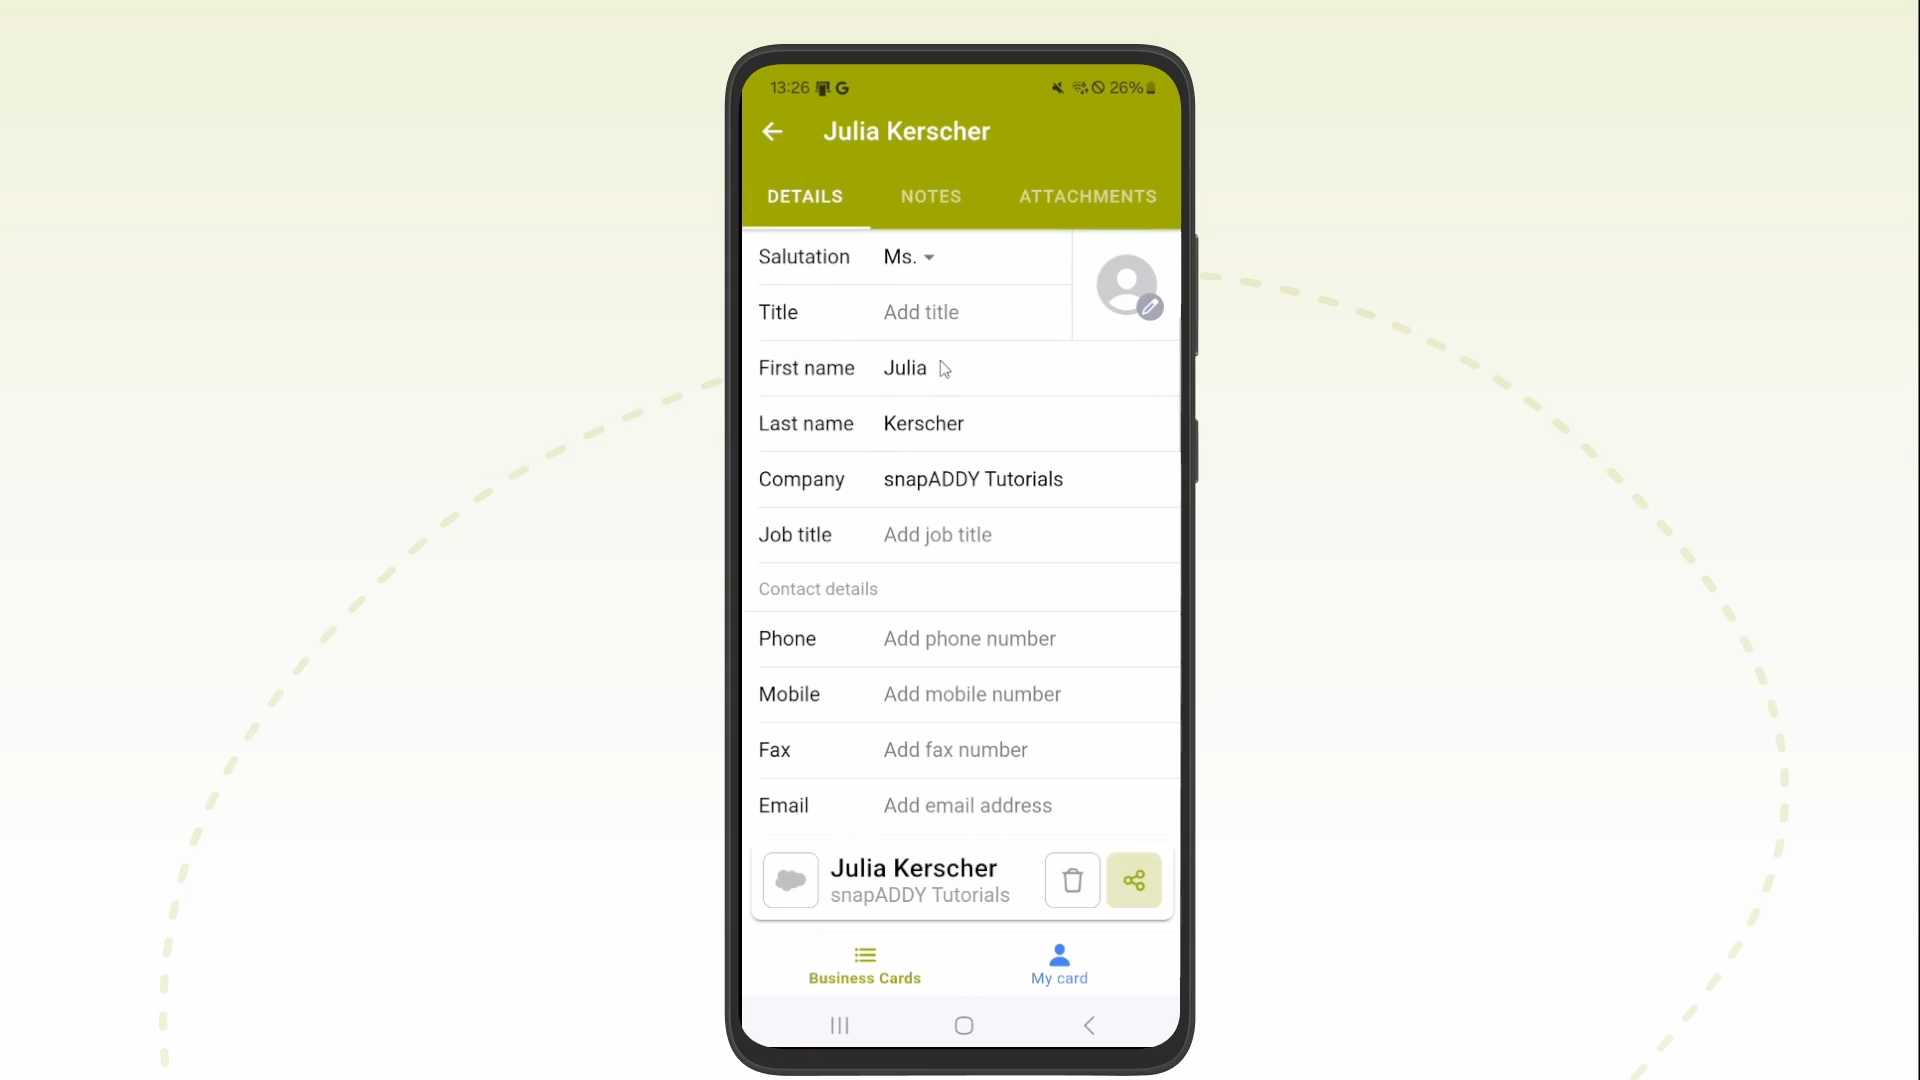 13:26 G 26%
Julia Kerscher
DETAILS NOTES ATTACHMENTS
Salutation Ms.
Title Add title
First name Julia
Last name Kerscher
Company snapADDY Tutorials
Job title Add job title
Contact details
Phone Add phone number
Mobile Add mobile number
Fax Add fax number
Email Add email address
Julia Kerscher
snapADDY Tutorials
Business Cards My card